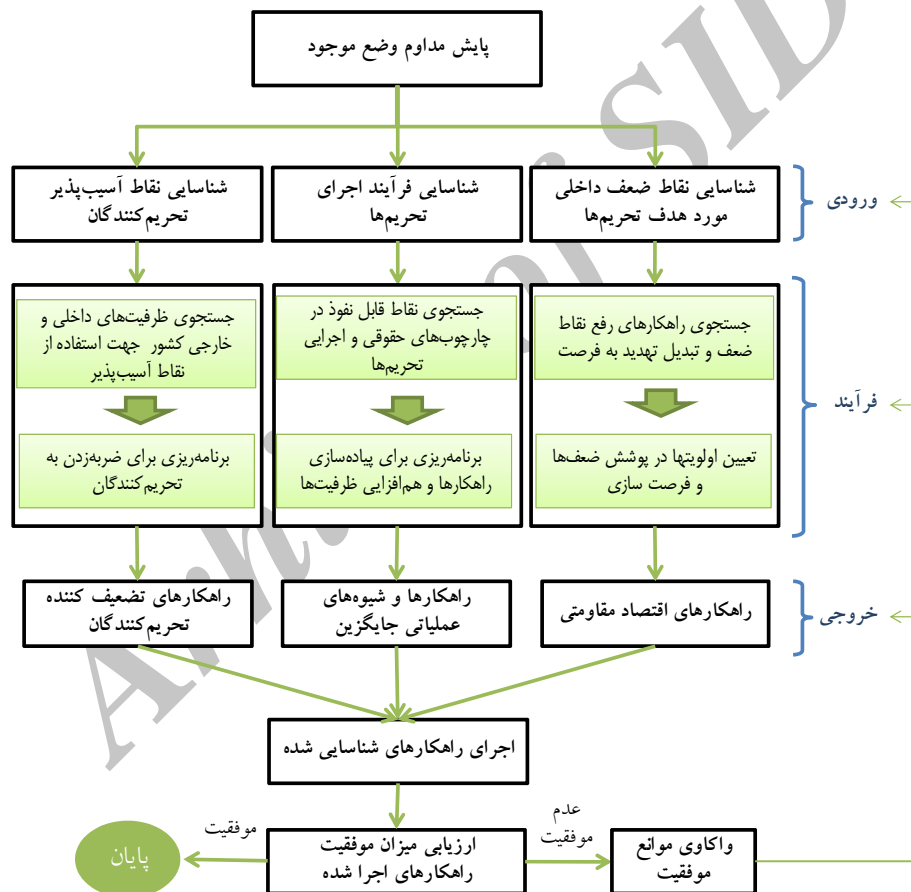 پایش مداوم وضع موجود
شناسایی نقاط ضعف داخلی
مورد هدف تحریم‌ها
شناسایی فرآیند اجرای
تحریم‌ها
شناسایی نقاط آسیب‌پذیر
تحریم‌کنندگان
ورودی
جستجوی راهکارهای رفع نقاط
ضعف و تبدیل تهدید به فرصت
جستجوی نقاط قابل نفوذ در
چارچوب‌های حقوقی و اجرایی
تحریم‌ها
جستجوی ظرفیت‌های داخلی و
خارجی کشور جهت استفاده از
نقاط آسیب‌پذیر
فرآیند
تعیین اولویتها در پوشش ضعف‌ها
و فرصت سازی
برنامه‌ریزی برای پیاده‌سازی
راهکارها و هم‌افزایی ظرفیت‌ها
برنامه‌ریزی برای ضربه‌زدن به
تحریم‌کنندگان
راهکارهای اقتصاد مقاومتی
راهکارها و شیوه‌های
عملیاتی جایگزین
راهکارهای تضعیف کننده
تحریم‌کنندگان
خروجی
اجرای راهکارهای شناسایی شده
واکاوی موانع
موفقیت
عدم
موفقیت
ارزیابی میزان موفقیت
راهکارهای اجرا شده
موفقیت
پایان
SID